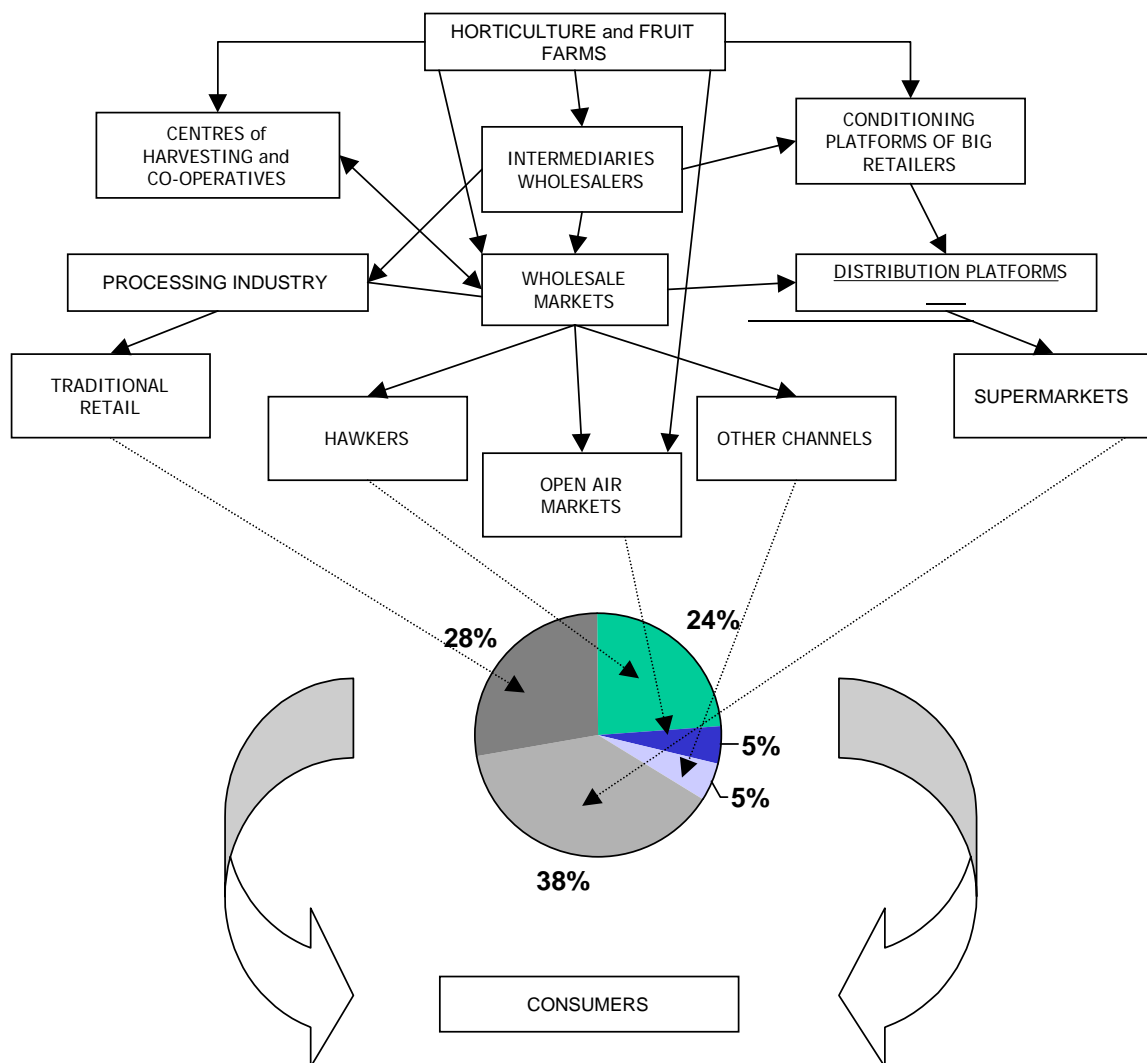 HORTICULTURE and FRUIT
FARMS
CENTRES of
HARVESTING and
CO-OPERATIVES
INTERMEDIARIES
WHOLESALERS
CONDITIONING
PLATFORMS OF BIG
RETAILERS
PROCESSING INDUSTRY
WHOLESALE
MARKETS
DISTRIBUTION PLATFORMS
TRADITIONAL
RETAIL
HAWKERS
OPEN AIR
MARKETS
OTHER CHANNELS
SUPERMARKETS
28%
24%
5%
5%
38%
CONSUMERS